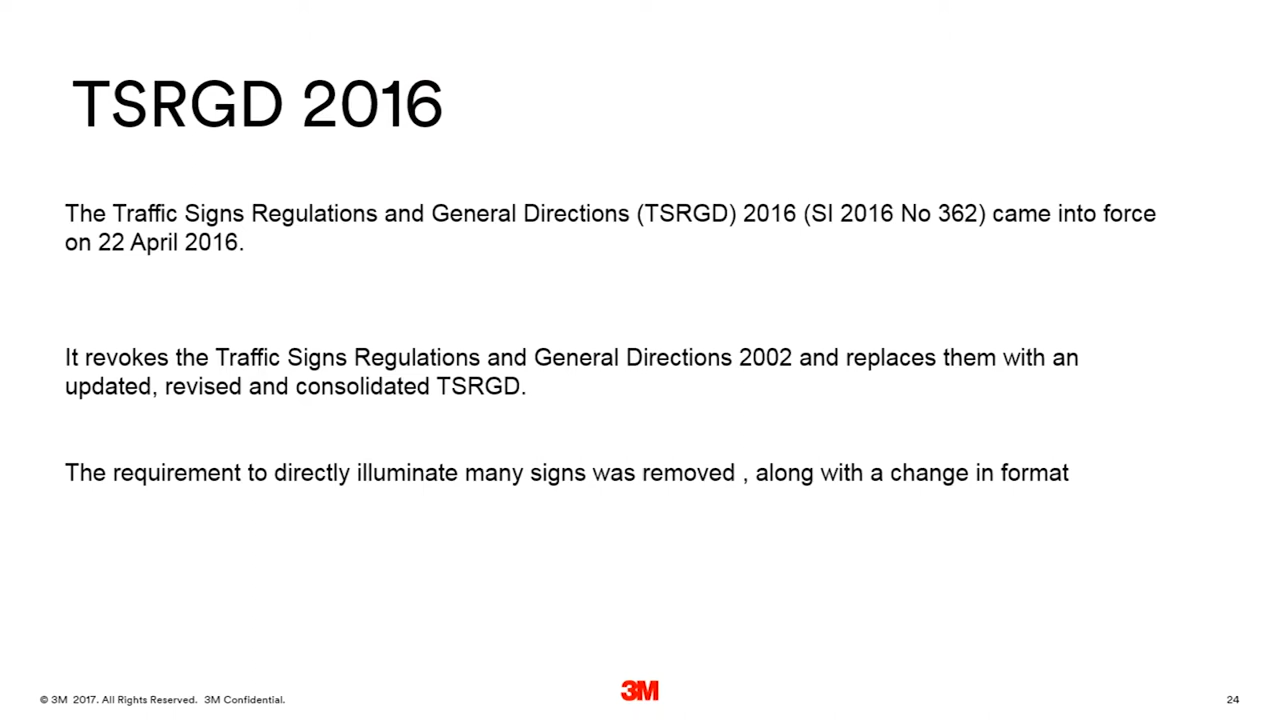 TSRGD 2016
The Traffic Signs Regulations and General Directions (TSRGD) 2016 (SI 2016 No 362) came into force
on 22 April 2016.
It revokes the Traffic Signs Regulations and General Directions 2002 and replaces them with an
updated, revised and consolidated TSRGD.
The requirement to directly illuminate many signs was removed , along with a change in format
© 3M 2017. All Rights Reserved. 3M Confidential.
3M
24